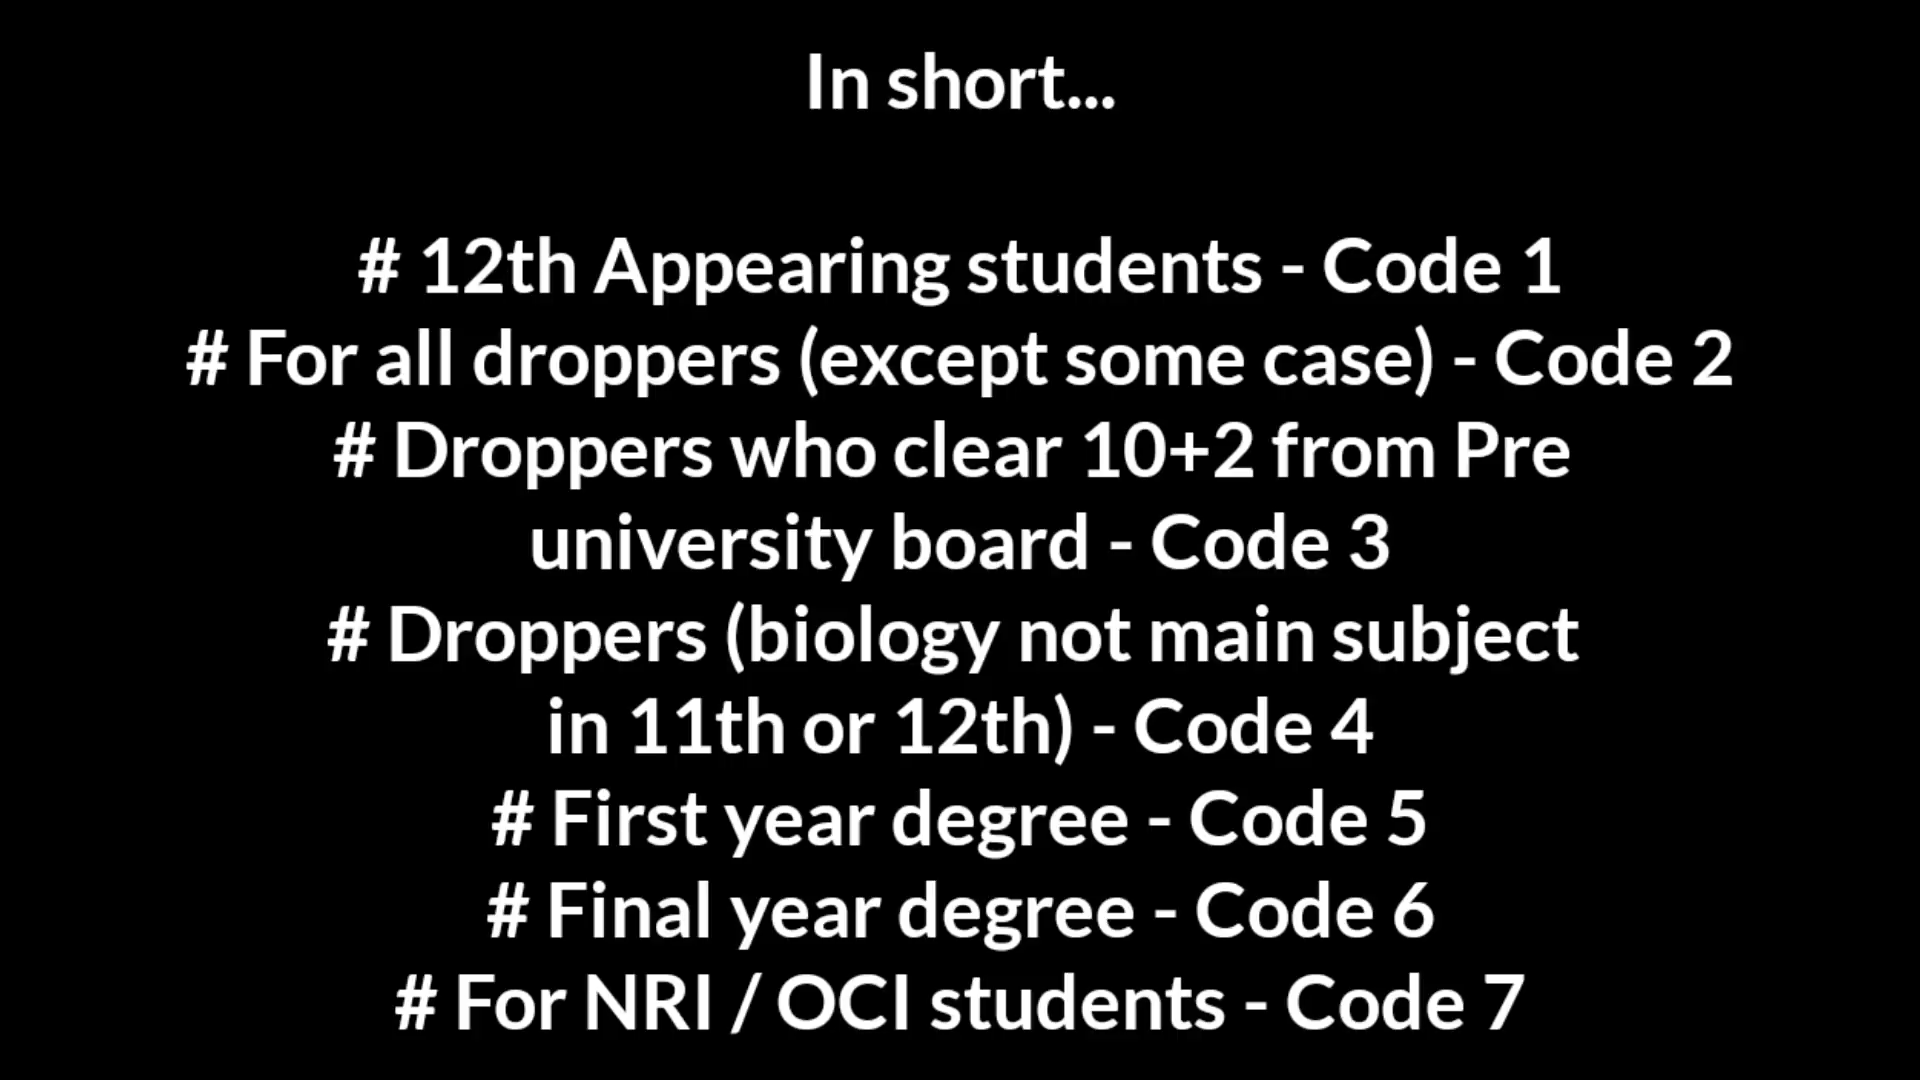 In short...
# 12th Appearing students - Code 1
# For all droppers (except some case) - Code 2
# Droppers who clear 10+2 from Pre
university board - Code 3
# Droppers (biology not main subject
in 11th or 12th) - Code 4
# First year degree - Code 5
# Final year degree - Code 6
# For NRI / OCI students - Code 7